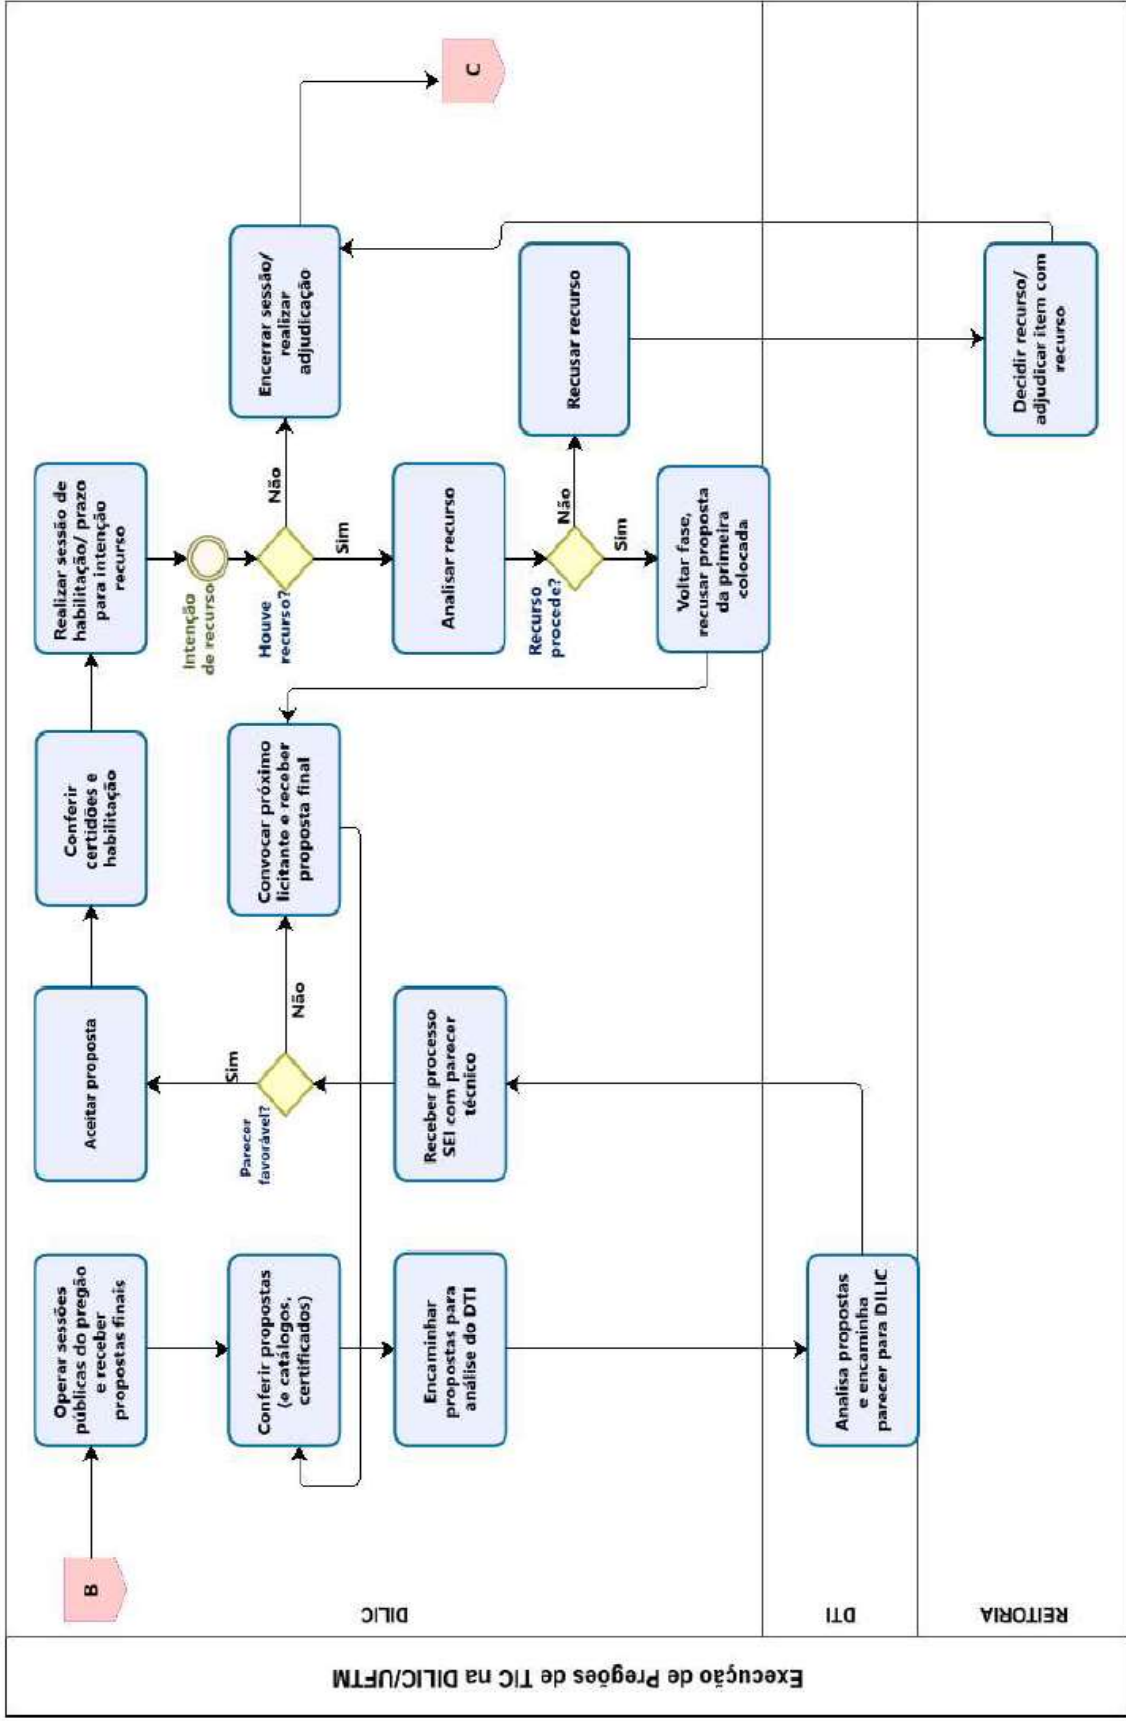 Execução de Pregões de TIC na DILIC/UFTM
DILIC
DTI
REITORIA
B
Operar sessões
públicas do pregão
e receber
propostas finais
Conferir propostas
(e catálogos,
certificados)
Encaminhar
propostas para
análise do DTI
Analisa propostas
e encaminha
parecer para DILIC
Receber processo
SEI com parecer
técnico
Parecer
favorável?
Sim
Não
Aceitar proposta
Convocar próximo
licitante e receber
proposta final
Conferir
certidões e
habilitação
Realizar sessão de
habilitação/ prazo
para intenção
recurso
Intenção
de recurso
Houve
recurso?
Não
Sim
Encerrar sessão/
realizar
adjudicação
Analisar recurso
Recurso
procede?
Não
Sim
Recusar recurso
Voltar fase,
recusar proposta
da primeira
colocada
Decidir recurso/
adjudicar item com
recurso
C